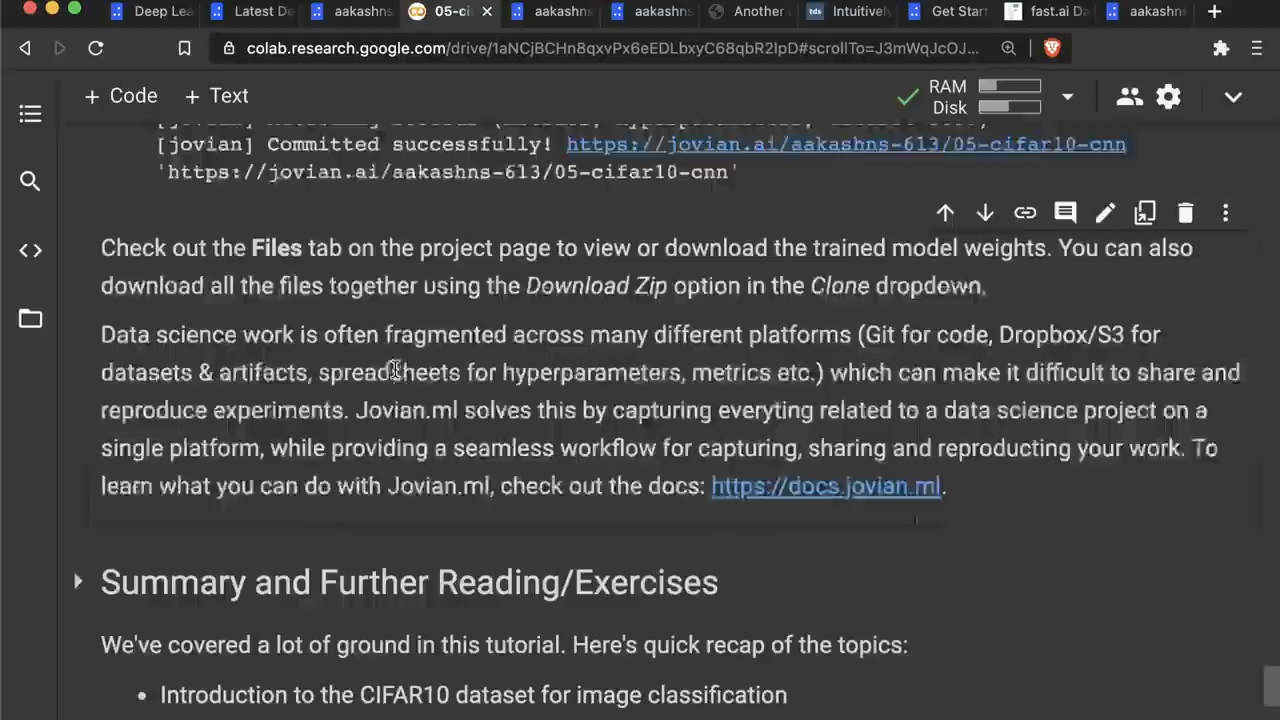 Deep Lea
Latest De
aakashns
05-ci
aakashns
aakashns
Another
tds Intuitively
Get Start
fast.ai Da
aakashns
colab.research.google.com/drive/1aNCjBCHn8qxvPx6eEDLbxyC68qbR2IpD#scrollTo=J3mWqJcOJ...
+ Code + Text
RAM
Disk
[jovian] Committed successfully! https://jovian.ai/aakashns-613/05-cifar10-cnn
'https://jovian.ai/aakashns-613/05-cifar10-cnn'
Check out the Files tab on the project page to view or download the trained model weights. You can also
download all the files together using the Download Zip option in the Clone dropdown.
Data science work is often fragmented across many different platforms (Git for code, Dropbox/S3 for
datasets & artifacts, spreadsheets for hyperparameters, metrics etc.) which can make it difficult to share and
reproduce experiments. Jovian.ml solves this by capturing everyting related to a data science project on a
single platform, while providing a seamless workflow for capturing, sharing and reproducing your work. To
learn what you can do with Jovian.ml, check out the docs: https://docs.jovian.ml.
Summary and Further Reading/Exercises
We've covered a lot of ground in this tutorial. Here's quick recap of the topics:
• Introduction to the CIFAR10 dataset for image classification